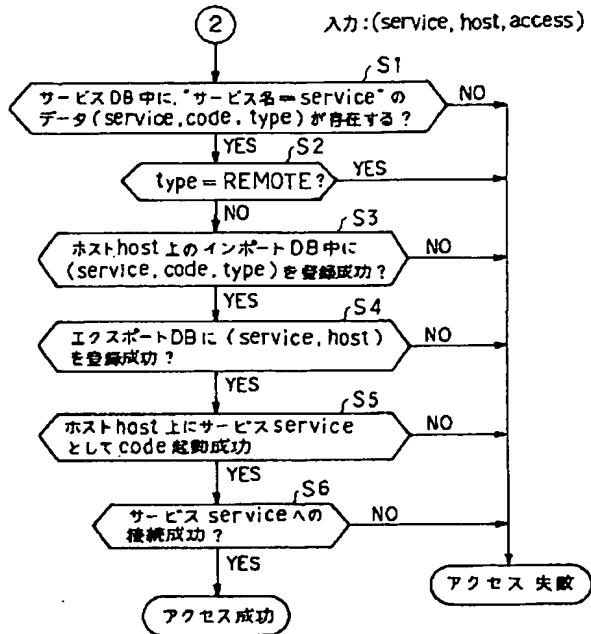 2
入力:(service, host, access)
S1
サービスDB中に、"サービス名=service"の
データ(service,code,type)が存在する?
NO
YES
S2
type=REMOTE?
YES
NO
S3
ホストhost上のインポートDB中に
(service,code,type)を登録成功?
NO
YES
S4
エクスポートDBに(service,host)
を登録成功?
NO
YES
S5
ホストhost上にサービスservice
としてcode起動成功
NO
YES
S6
サービスserviceへの
接続成功?
NO
YES
アクセス失敗
アクセス成功